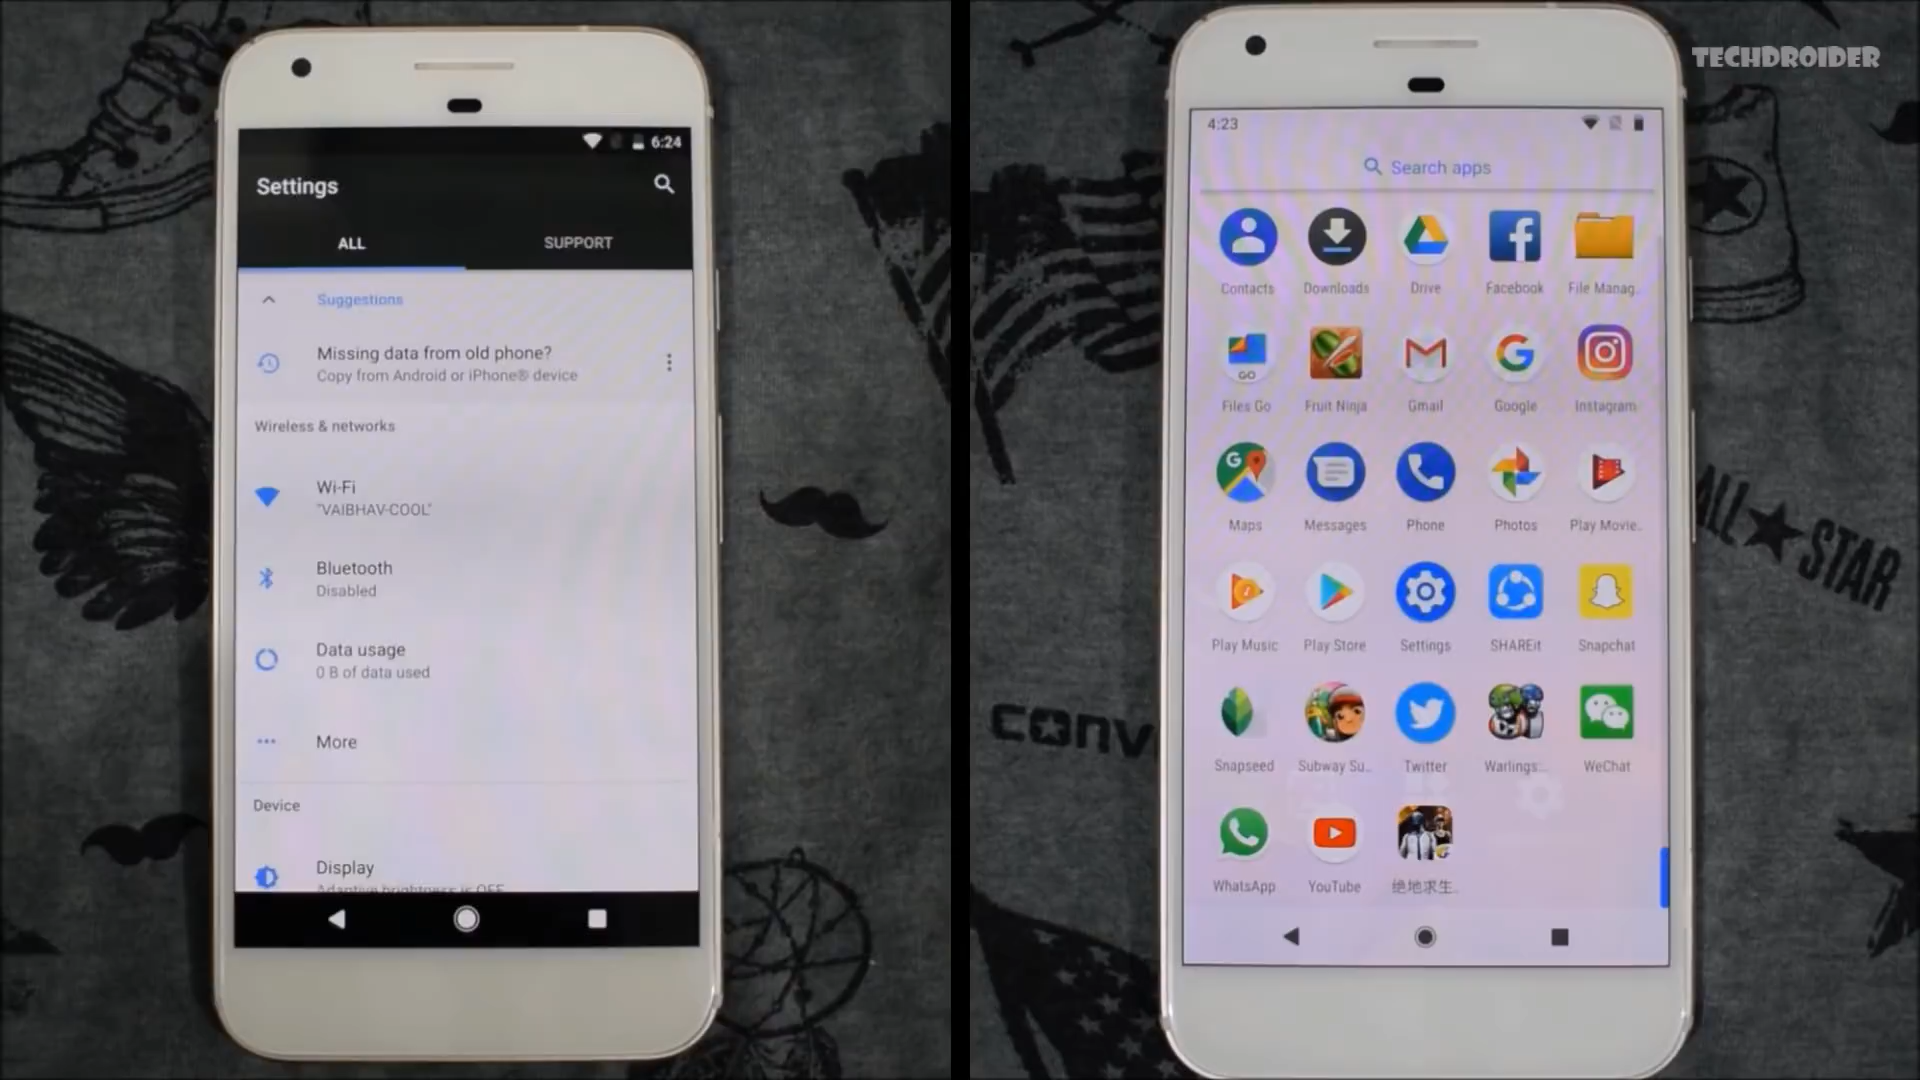 6:24
Settings
ALL
SUPPORT
Suggestions
Missing data from old phone?
Copy from Android or iPhone® device
Wireless & networks
Wi-Fi
"VAIBHAV-COOL"
Bluetooth
Disabled
Data usage
0 B of data used
More
Device
Display
Adaptive brightness is OFF
TECHDROIDER
4:23
Search apps
Contacts Downloads Drive Facebook File Manag..
GO
Files Go Fruit Ninja Gmail Google Instagram
Maps Messages Phone Photos Play Movie..
Play Music Play Store Settings SHAREit Snapchat
Snapseed Subway Su.. Twitter Warlings:.. WeChat
WhatsApp YouTube 绝地求生..
ALL★STAR
CONV